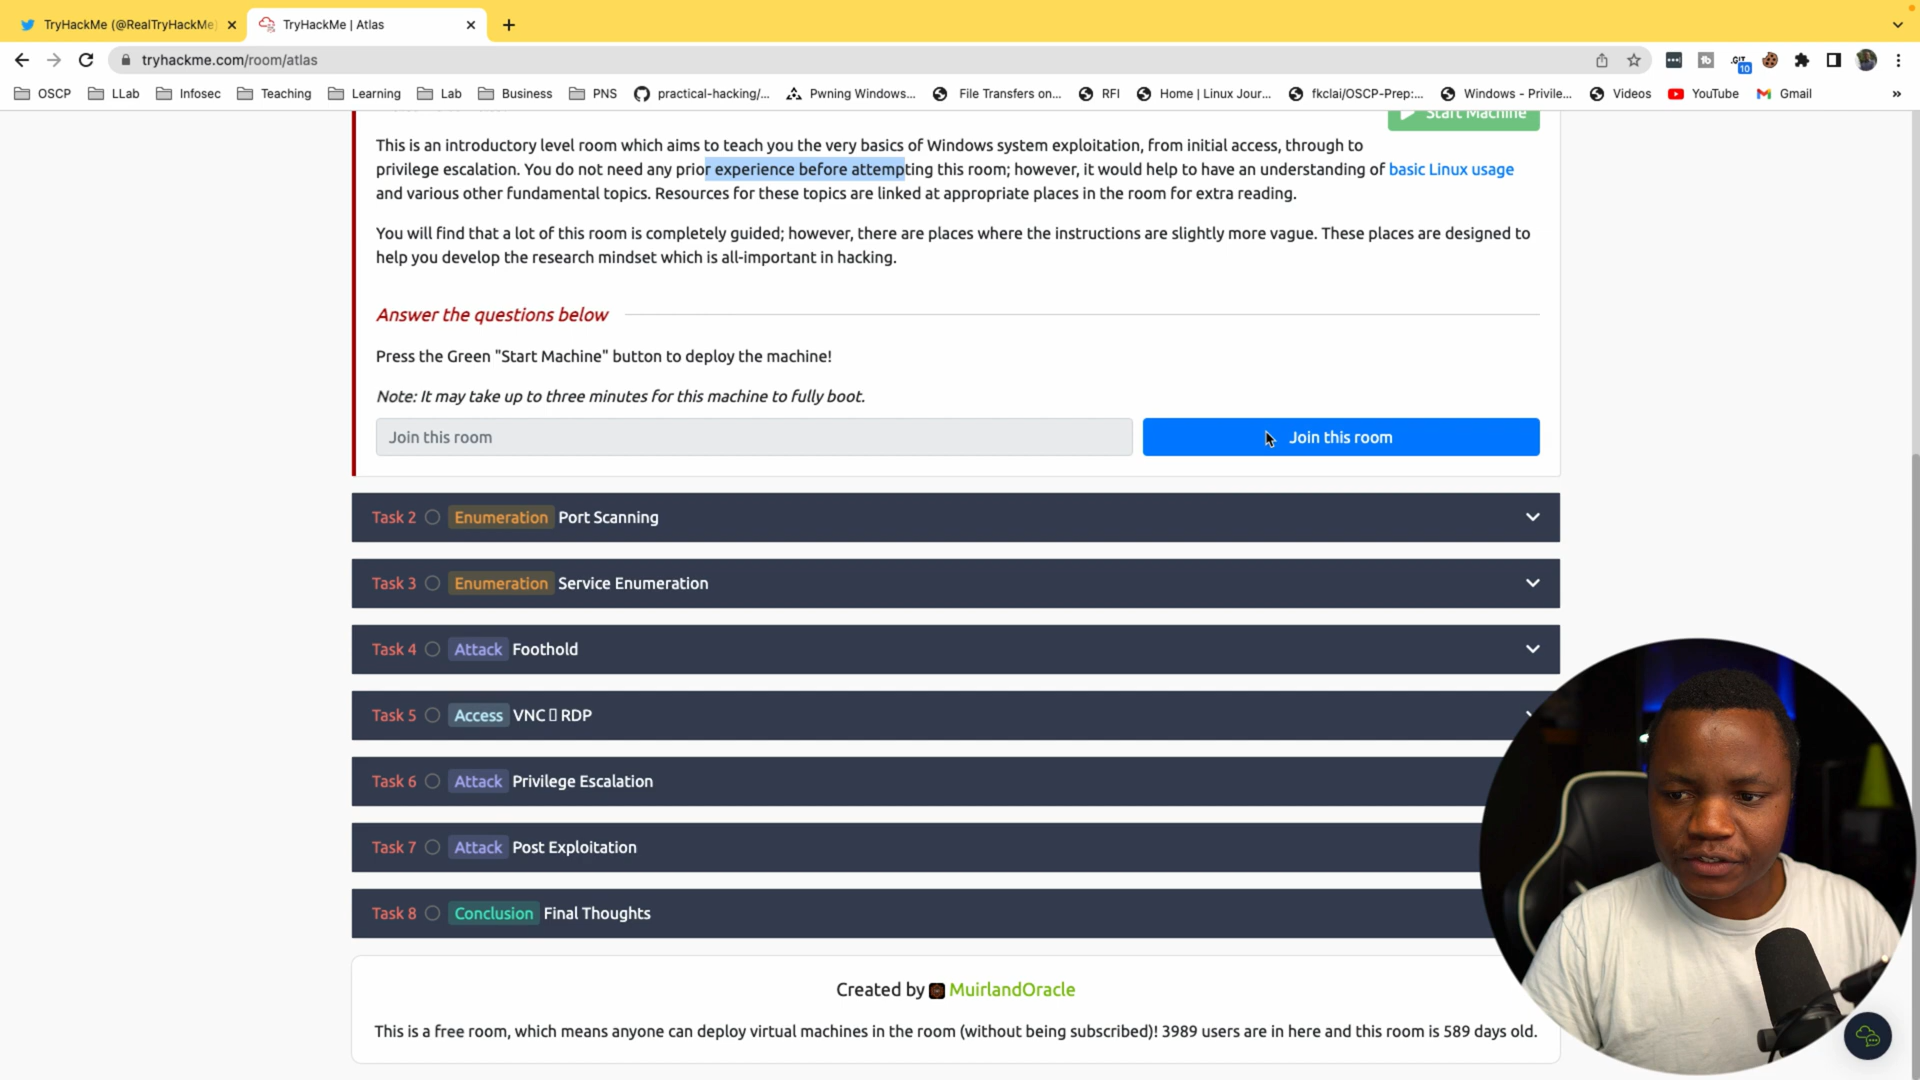 TryHackMe (@RealTryHackMe)
TryHackMe | Atlas
tryhackme.com/room/atlas
OSCP LLab Infosec Teaching Learning Lab Business PNS practical-hacking/... Pwning Windows... File Transfers on... RFI Home | Linux Jour... fkclai/OSCP-Prep:... Windows - Privile... Videos YouTube Gmail »
10
Start Machine
This is an introductory level room which aims to teach you the very basics of Windows system exploitation, from initial access, through to
privilege escalation. You do not need any prior experience before attempting this room; however, it would help to have an understanding of basic Linux usage
and various other fundamental topics. Resources for these topics are linked at appropriate places in the room for extra reading.
You will find that a lot of this room is completely guided; however, there are places where the instructions are slightly more vague. These places are designed to
help you develop the research mindset which is all-important in hacking.
Answer the questions below
Press the Green "Start Machine" button to deploy the machine!
Note: It may take up to three minutes for this machine to fully boot.
Join this room
Join this room
Task 2 Enumeration Port Scanning
Task 3 Enumeration Service Enumeration
Task 4 Attack Foothold
Task 5 Access VNC RDP
Task 6 Attack Privilege Escalation
Task 7 Attack Post Exploitation
Task 8 Conclusion Final Thoughts
Created by MuirlandOracle
This is a free room, which means anyone can deploy virtual machines in the room (without being subscribed)! 3989 users are in here and this room is 589 days old.